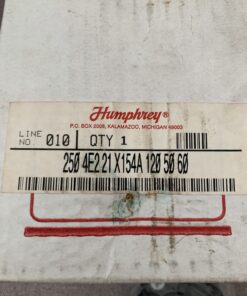 Humphrey®
P.O. BOX 2008, KALAMAZOO, MICHIGAN 49003
LINE NO. 010 QTY 1
250 4E2 21 X154A 120 50 60